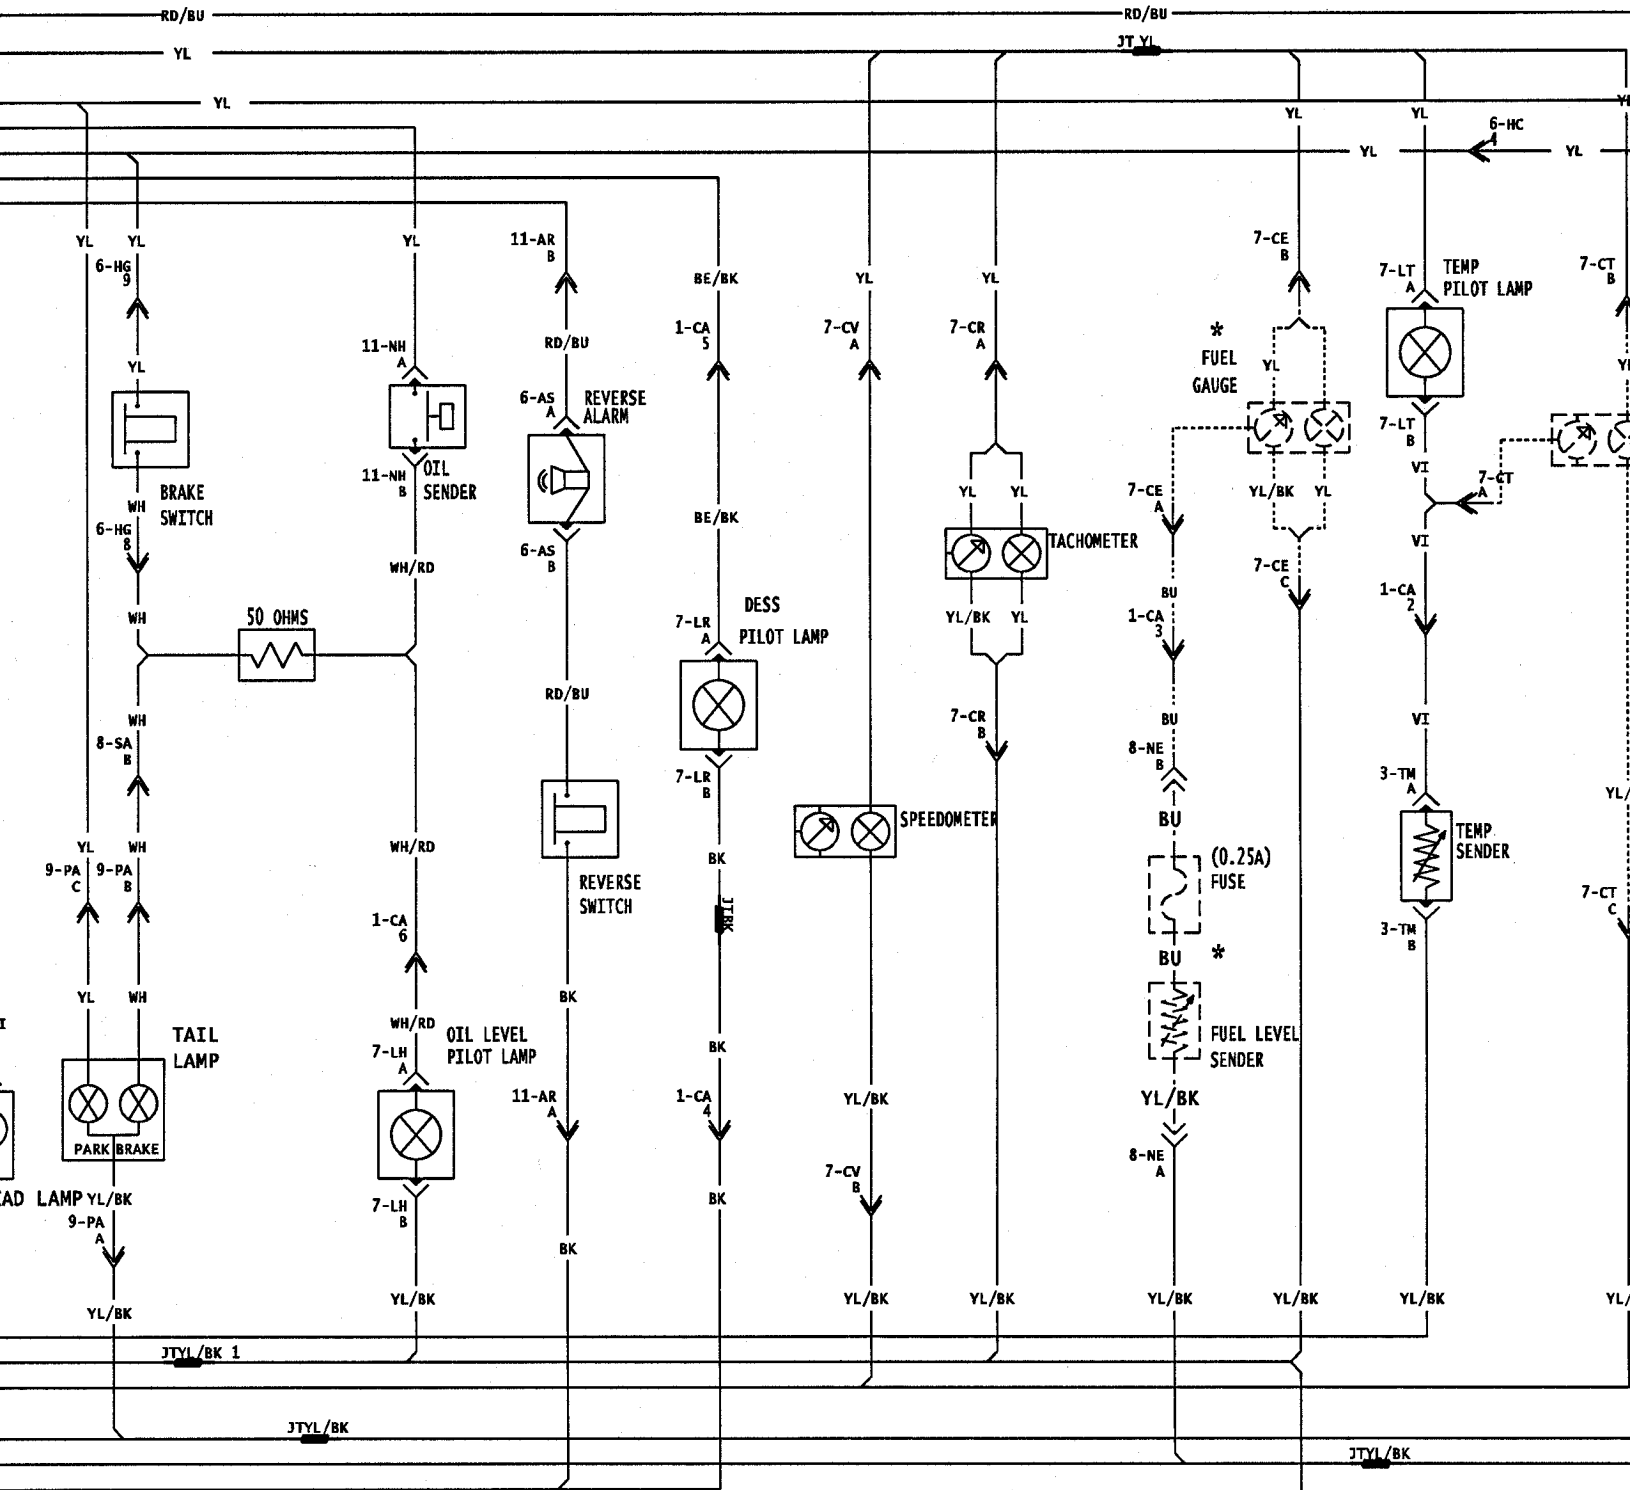 RD/BU
RD/BU
YL
JT YL
YL
YL
YL
6-HC
4
YL
YL
YL
YL
YL
11-AR
B
7-CE
B
6-HG
9
BE/BK
YL
YL
7-LT
A
TEMP
PILOT LAMP
7-CT
B
1-CA
5
7-CV
A
7-CR
A
*
FUEL
GAUGE
11-NH
A
RD/BU
YL
YL
6-AS
A
REVERSE
ALARM
7-LT
B
OIL
SENDER
11-NH
B
VI
7-CT
A
BRAKE
SWITCH
WH
YL
YL
7-CE
A
YL/BK
YL
6-HG
8
BE/BK
TACHOMETER
VI
6-AS
B
WH/RD
7-CE
C
BU
1-CA
2
WH
50 OHMS
DESS
PILOT LAMP
7-LR
A
YL/BK
YL
1-CA
3
RD/BU
WH
7-CR
B
BU
VI
8-SA
B
8-NE
B
7-LR
B
3-TM
A
SPEEDOMETER
BU
TEMP
SENDER
YL
WH
WH/RD
BK
(0.25A)
FUSE
9-PA
C
9-PA
B
REVERSE
SWITCH
7-CT
C
JT BK
1-CA
6
3-TM
B
BU
*
YL
WH
BK
TAIL
LAMP
WH/RD
OIL LEVEL
PILOT LAMP
FUEL LEVEL
SENDER
7-LH
A
BK
11-AR
A
1-CA
4
YL/BK
YL/BK
PARK BRAKE
8-NE
A
7-CV
B
LAMP
YL/BK
7-LH
B
BK
9-PA
A
BK
YL/BK
YL/BK
YL/BK
YL/BK
YL/BK
YL/BK
YL/BK
JTYL/BK 1
JTYL/BK
JTYL/BK